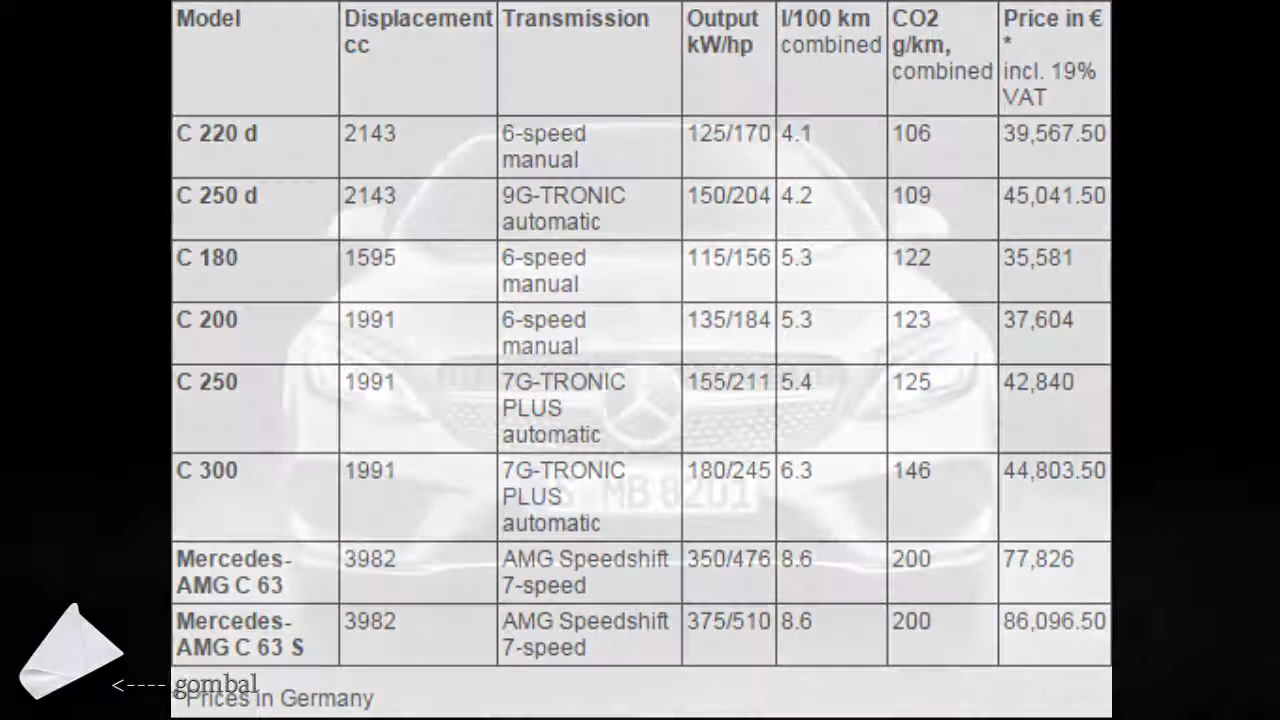 Model Displacement cc Transmission Output kW/hp l/100 km combined CO2 g/km, combined Price in € * incl. 19% VAT
C 220 d 2143 6-speed manual 125/170 4.1 106 39,567.50
C 250 d 2143 9G-TRONIC automatic 150/204 4.2 109 45,041.50
C 180 1595 6-speed manual 115/156 5.3 122 35,581
C 200 1991 6-speed manual 135/184 5.3 123 37,604
C 250 1991 7G-TRONIC PLUS automatic 155/211 5.4 125 42,840
C 300 1991 7G-TRONIC PLUS automatic 180/245 6.3 146 44,803.50
Mercedes-AMG C 63 3982 AMG Speedshift 7-speed 350/476 8.6 200 77,826
Mercedes-AMG C 63 S 3982 AMG Speedshift 7-speed 375/510 8.6 200 86,096.50
<---- gombal
*Prices in Germany
MB 8201